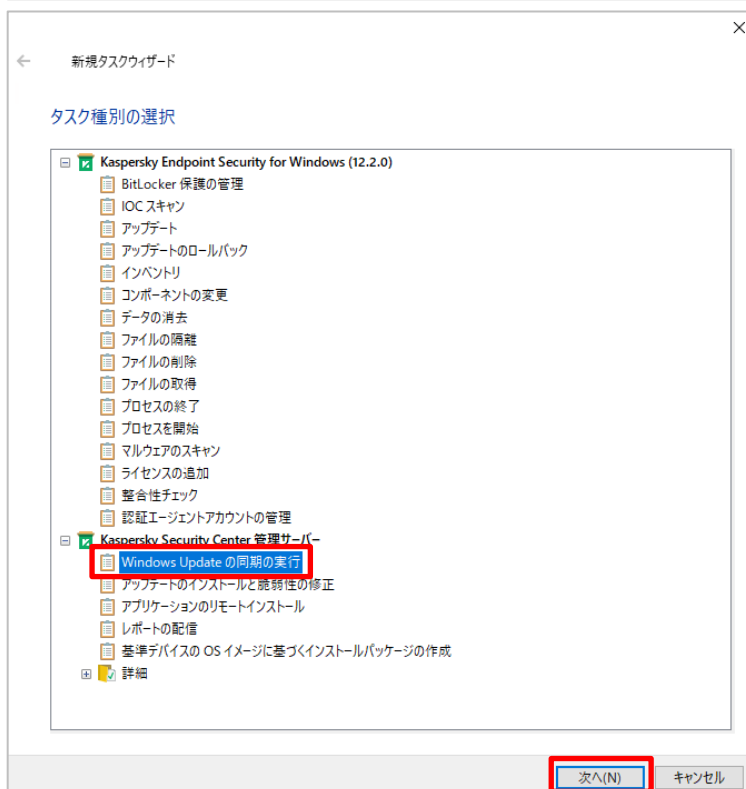 新規タスクウィザード
タスク種別の選択
Kaspersky Endpoint Security for Windows (12.2.0)
BitLocker 保護の管理
IOC スキャン
アップデート
アップデートのロールバック
インベントリ
コンポーネントの変更
データの消去
ファイルの隔離
ファイルの削除
ファイルの取得
プロセスの終了
プロセスを開始
マルウェアのスキャン
ライセンスの追加
整合性チェック
認証エージェントアカウントの管理
Kaspersky Security Center 管理サーバー
Windows Update の同期の実行
アップデートのインストールと脆弱性の修正
アプリケーションのリモートインストール
レポートの配信
基準デバイスの OS イメージに基づくインストールパッケージの作成
詳細
次へ(N)
キャンセル